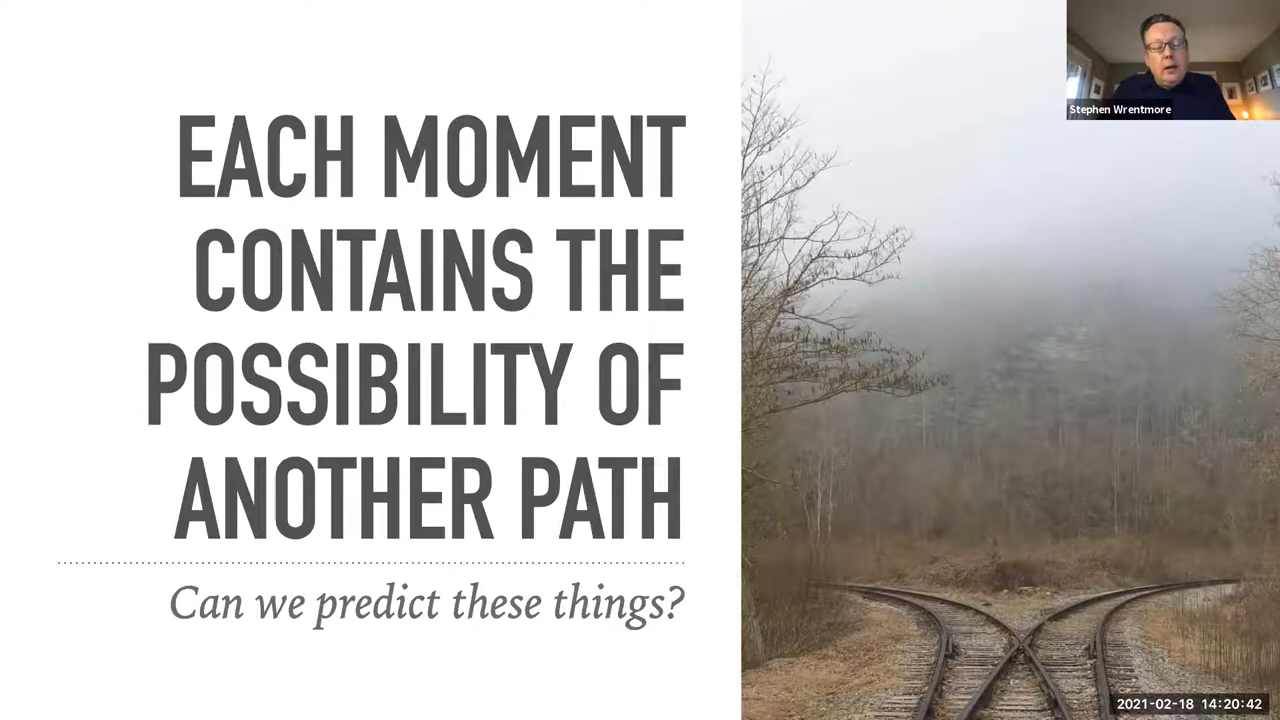 EACH MOMENT
CONTAINS THE
POSSIBILITY OF
ANOTHER PATH
Can we predict these things?
Stephen Wrentmore
2021-02-18 14:20:42